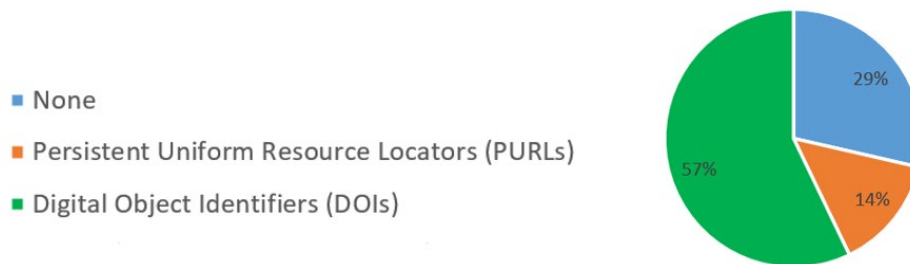 None
Persistent Uniform Resource Locators (PURLs)
Digital Object Identifiers (DOIs)
29%
57%
14%